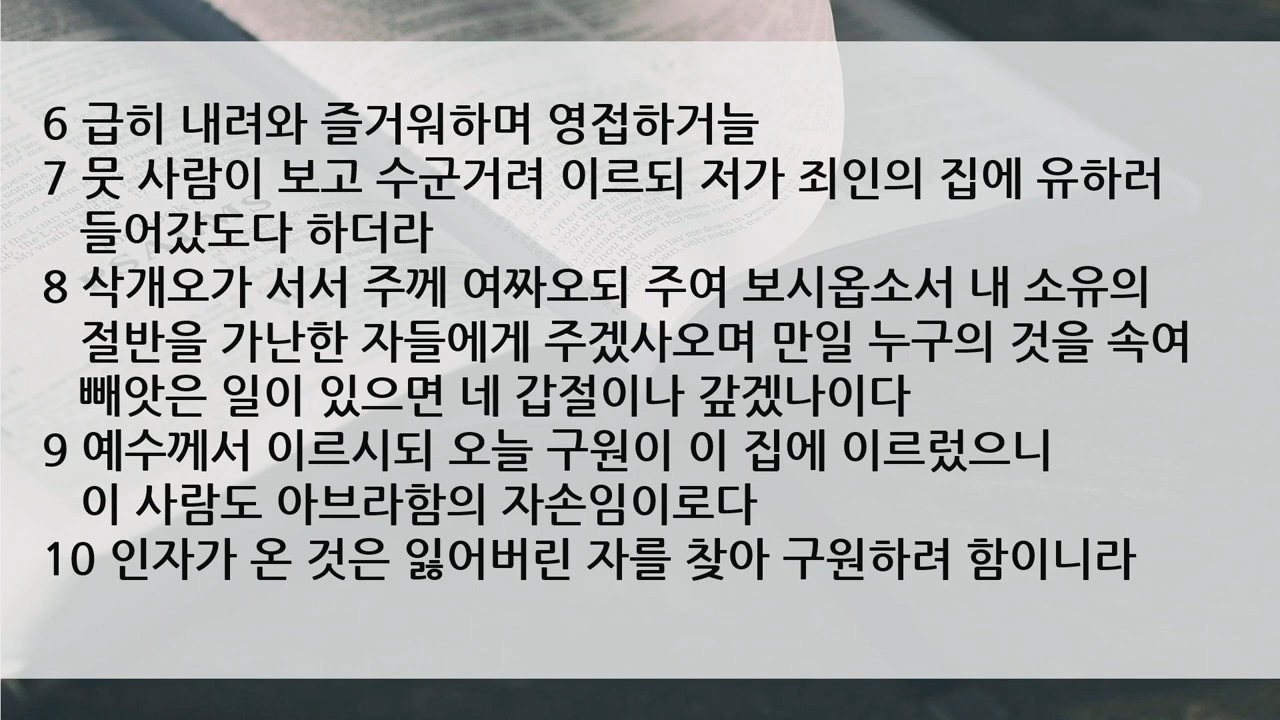 6 급히 내려와 즐거워하며 영접하거늘
7 뭇 사람이 보고 수군거려 이르되 저가 죄인의 집에 유하러
들어갔도다 하더라
8 삭개오가 서서 주께 여짜오되 주여 보시옵소서 내 소유의
절반을 가난한 자들에게 주겠사오며 만일 누구의 것을 속여
빼앗은 일이 있으면 네 갑절이나 갚겠나이다
9 예수께서 이르시되 오늘 구원이 이 집에 이르렀으니
이 사람도 아브라함의 자손임이로다
10 인자가 온 것은 잃어버린 자를 찾아 구원하려 함이니라